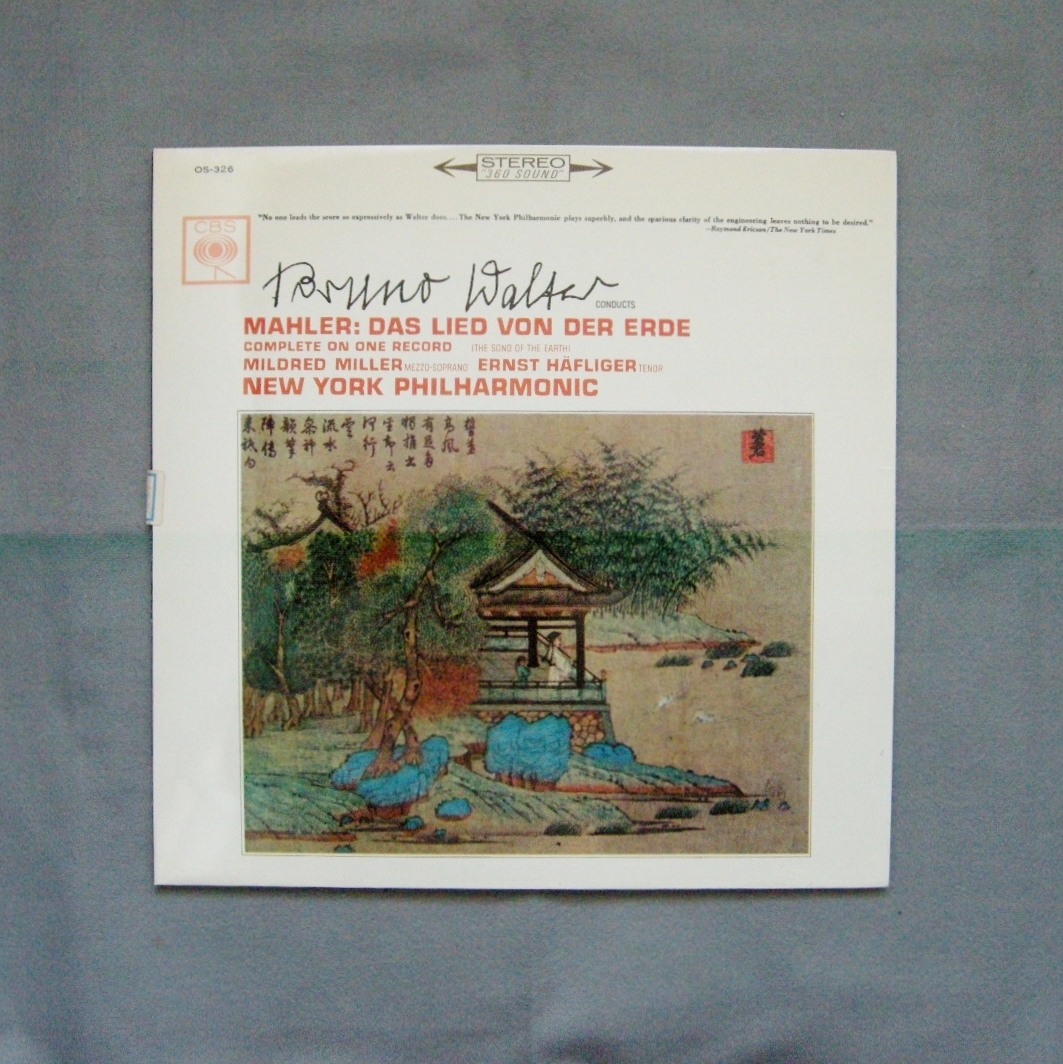 OS-326
STEREO
"360 SOUND"
"No one leads the score so expressively as Walter does....The New York Philharmonic plays superbly, and the spacious clarity of the engineering leaves nothing to be desired."
—Raymond Ericson/The New York Times
CBS
Bruno Walter CONDUCTS
MAHLER: DAS LIED VON DER ERDE
COMPLETE ON ONE RECORD (THE SONG OF THE EARTH)
MILDRED MILLER MEZZO-SOPRANO ERNST HÄFLIGER TENOR
NEW YORK PHILHARMONIC